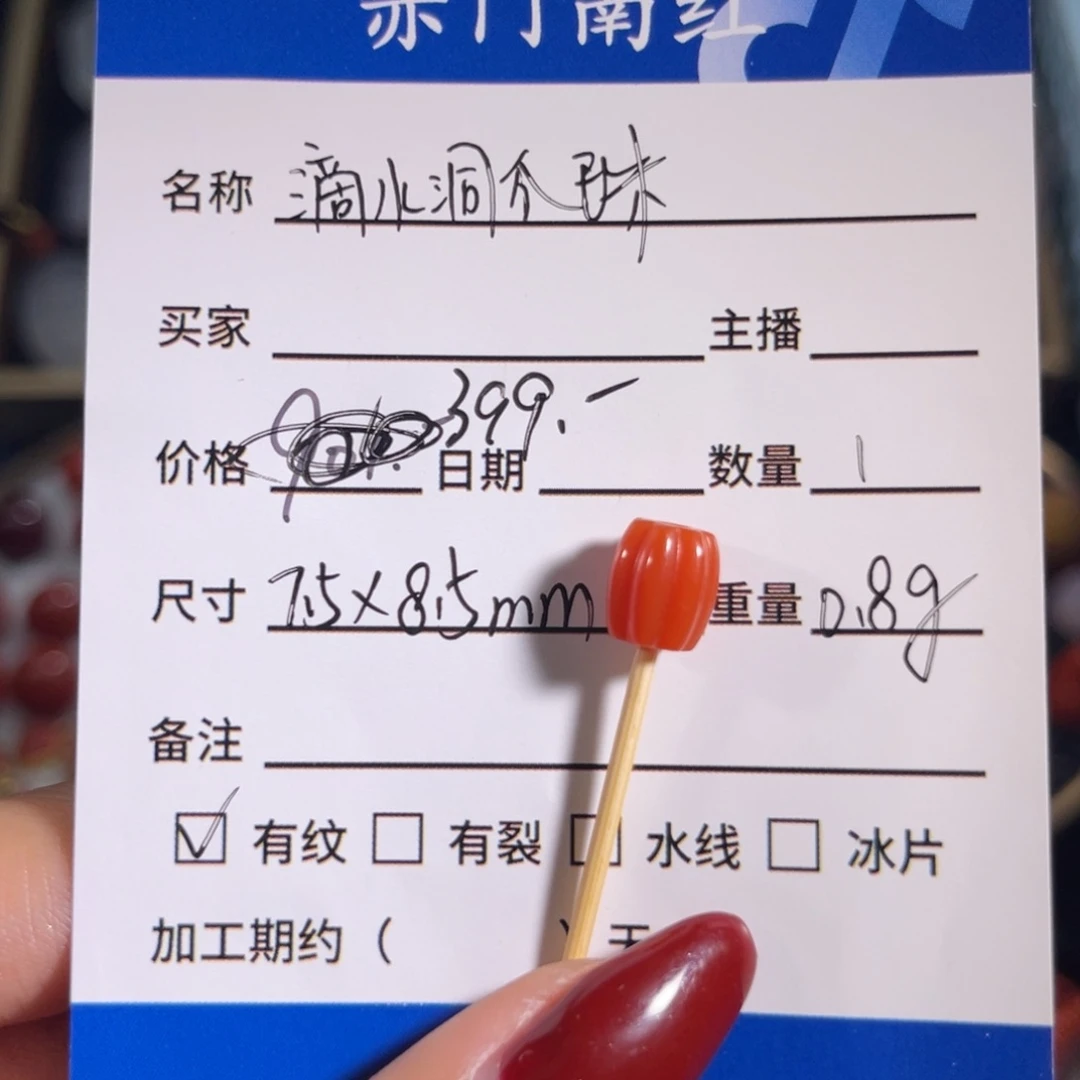 赤门南红
名称 滴水洞个珠
买家 主播
399.-
价格 日期 数量 1
尺寸 7.5×8.5mm 重量 0.8g
备注
☑ 有纹 ☐ 有裂 ☐ 水线 ☐ 冰片
加工期约（ ）天